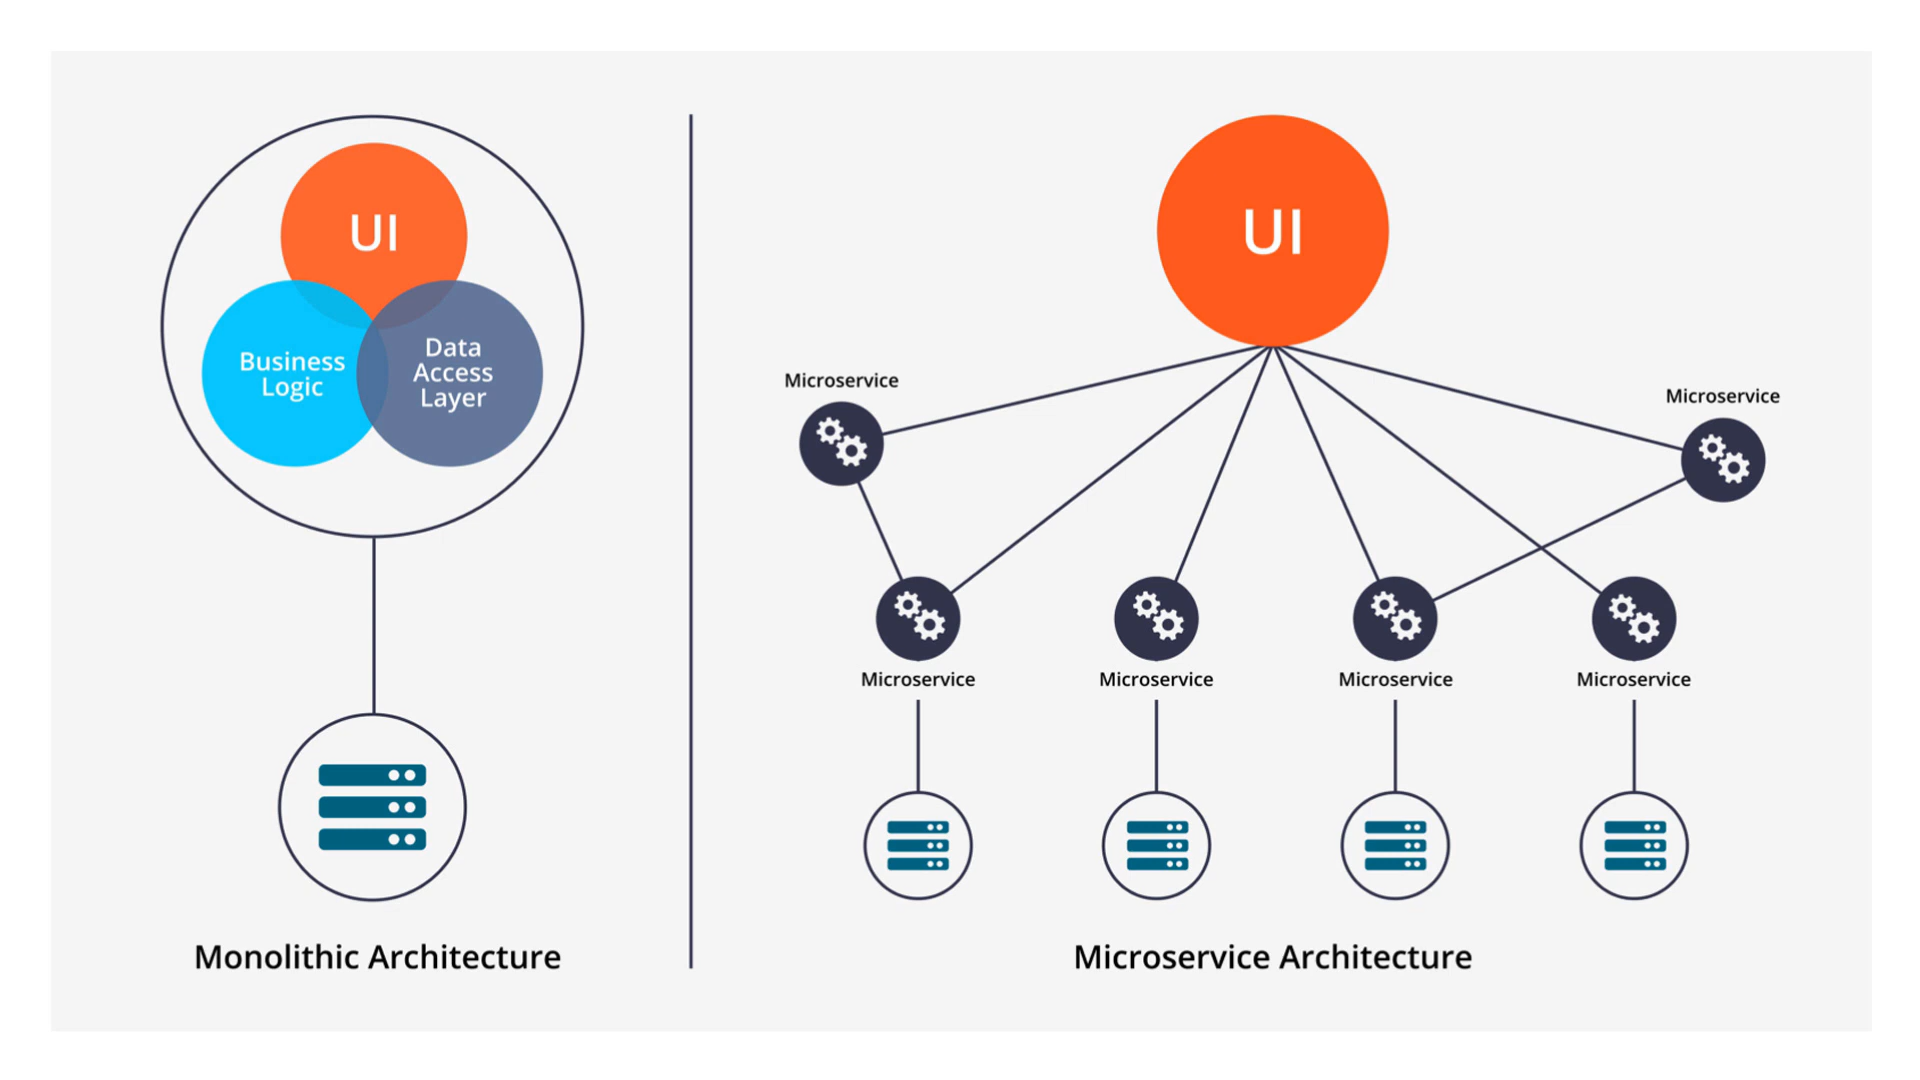 UI
Business
Logic
Data
Access
Layer
Monolithic Architecture
UI
Microservice
Microservice
Microservice
Microservice
Microservice
Microservice
Microservice Architecture